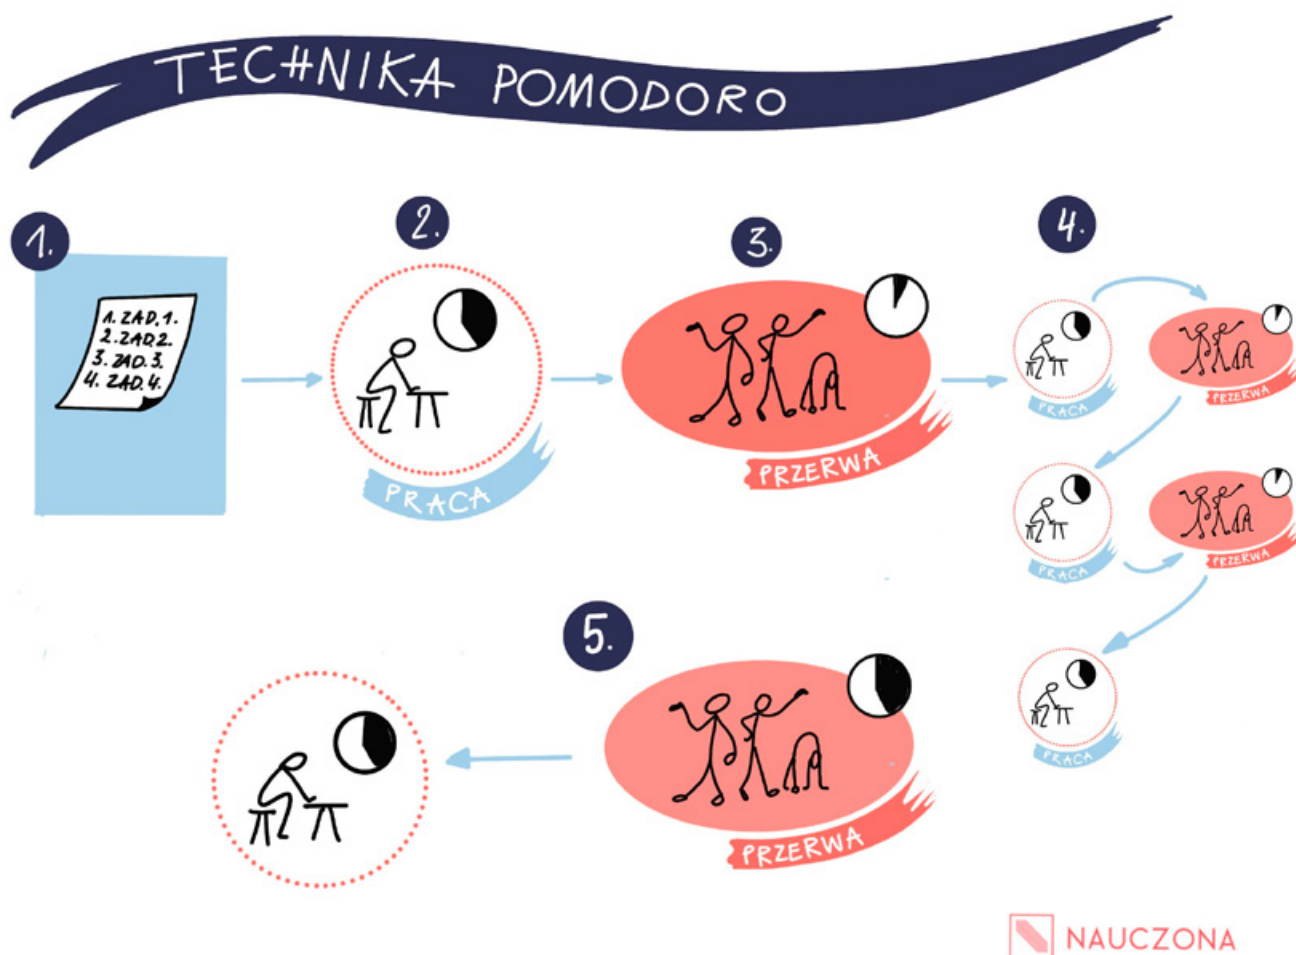 TECHNIKA POMODORO
1.
1. ZAD. 1.
2. ZAD 2.
3. ZAD. 3.
4. ZAD. 4.
2.
PRACA
3.
PRZERWA
4.
PRACA
PRZERWA
PRACA
PRZERWA
PRACA
5.
PRZERWA
NAUCZONA